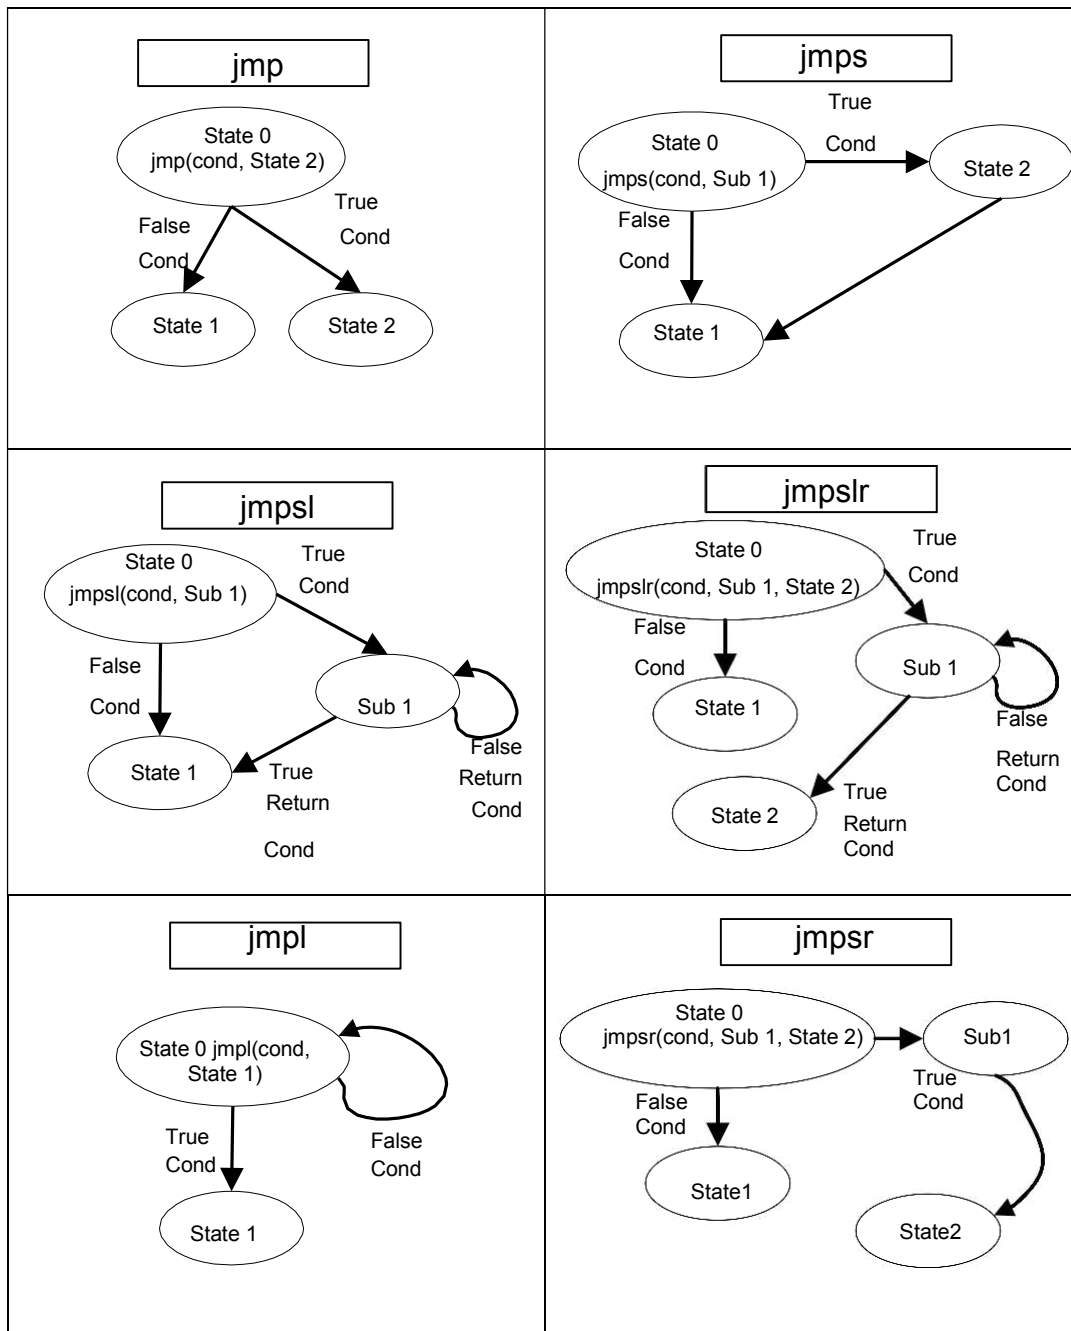 jmp
State 0
jmp(cond, State 2)
False
Cond
True
Cond
State 1
State 2
jmps
True
Cond
State 0
jmps(cond, Sub 1)
False
Cond
State 2
State 1
jmpsl
State 0
jmpsl(cond, Sub 1)
True
Cond
False
Cond
Sub 1
State 1
True
Return
Cond
False
Return
Cond
jmpslr
State 0
jmpslr(cond, Sub 1, State 2)
True
Cond
False
Cond
Sub 1
State 1
False
Return
Cond
State 2
True
Return
Cond
jmpl
State 0 jmpl(cond,
State 1)
True
Cond
False
Cond
State 1
jmpsr
State 0
jmpsr(cond, Sub 1, State 2)
Sub1
True
Cond
False
Cond
State1
State2